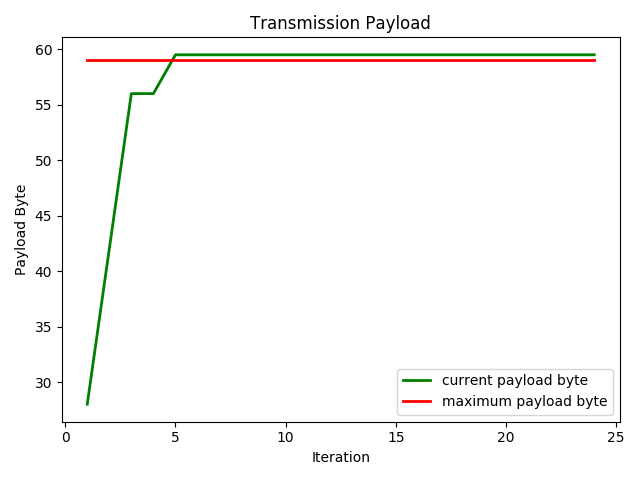 Transmission Payload
60
55
50
45
40
35
30
Payload Byte
current payload byte
maximum payload byte
0 5 10 15 20 25
Iteration